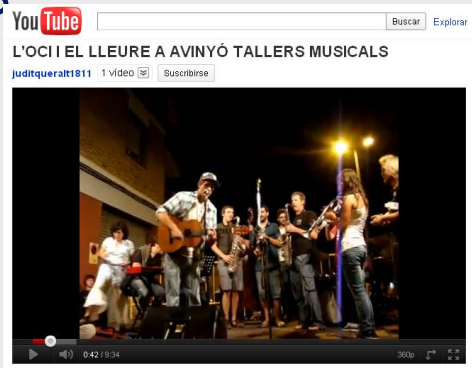 YouTube Buscar Explorar
L'OCI I EL LLEURE A AVINYÓ TALLERS MUSICALS
juditqueralt1811 1 vídeo Suscribirse
0:42 / 9:34 360p